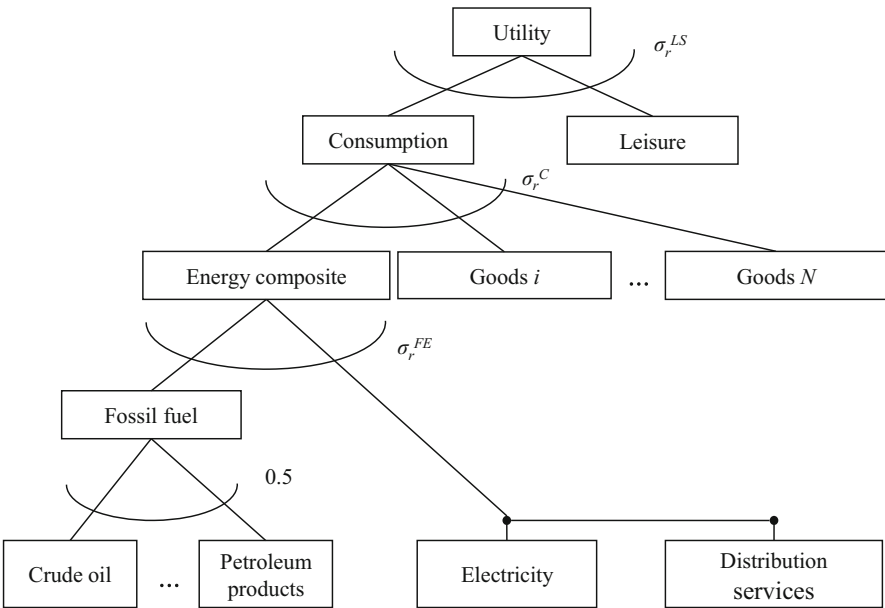 Utility
σ_r^{LS}
Consumption
Leisure
σ_r^C
Energy composite
Goods i
...
Goods N
σ_r^{FE}
Fossil fuel
0.5
Crude oil
...
Petroleum
products
Electricity
Distribution
services